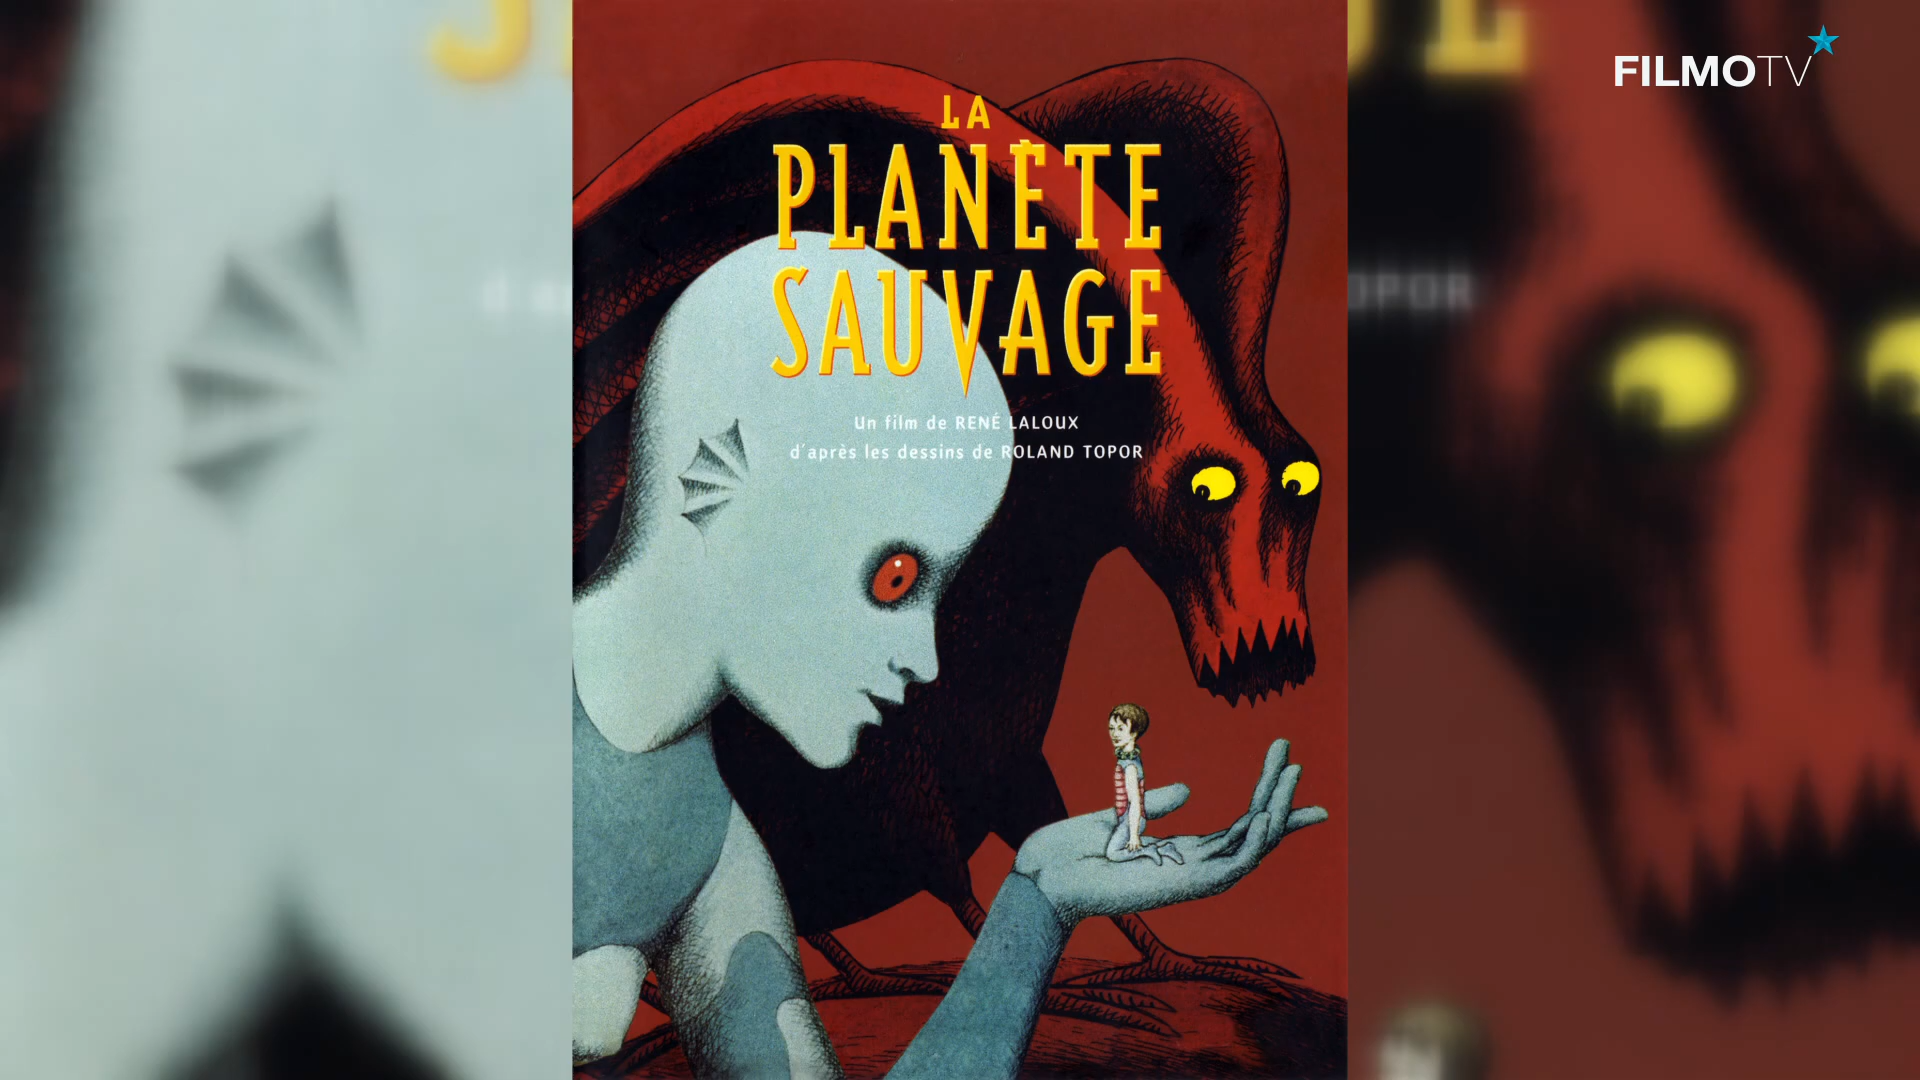 FILMOTV
LA
PLANÈTE
SAUVAGE
Un film de RENÉ LALOUX
d'après les dessins de ROLAND TOPOR